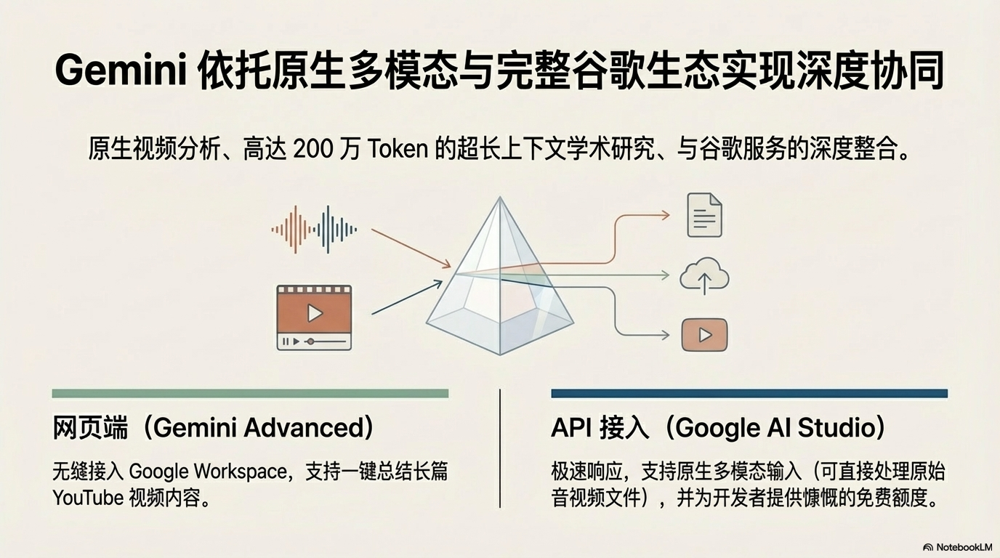 Gemini 依托原生多模态与完整谷歌生态实现深度协同
原生视频分析、高达 200 万 Token 的超长上下文学术研究、与谷歌服务的深度整合。
网页端（Gemini Advanced）
无缝接入 Google Workspace，支持一键总结长篇
YouTube 视频内容。
API 接入（Google AI Studio）
极速响应，支持原生多模态输入（可直接处理原始
音视频文件），并为开发者提供慷慨的免费额度。
NotebookLM